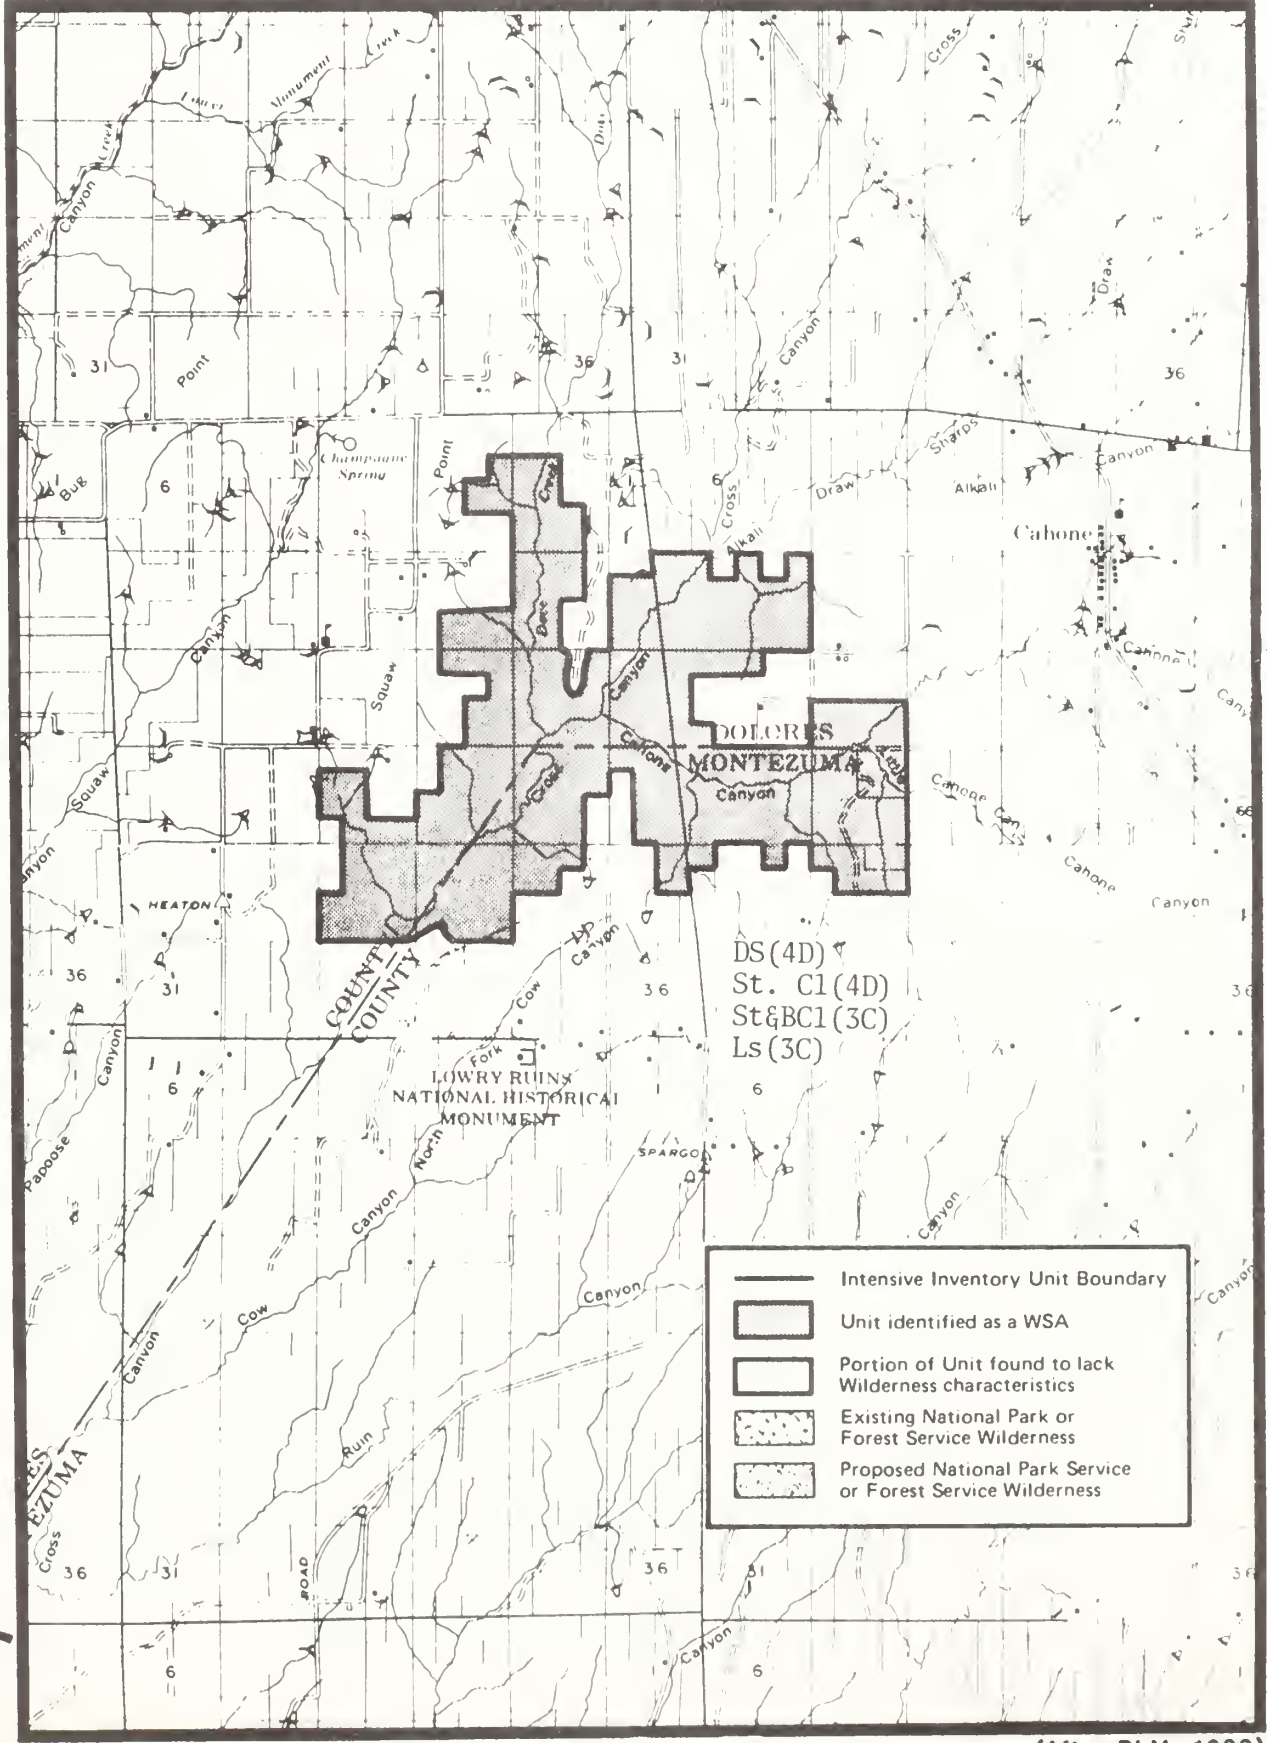 Lower
Monument
Creek
Creek
Canyon
Dove
Cross
Canyon
Draw
31
Point
36
31
36
Champagne
Spring
Point
Bug
6
6
Cross
Draw
Sharps
Canyon
Alkali
Alkali
Cahone
Creek
Dove
Canyon
Squaw
Canyon
Squaw
Cahone
DOLORES
MONTEZUMA
Little
Cross
Canyon
Canyon
Cahone
Cahone
Canyon
Cahone
Canyon
HEATON
36
31
COUNTY
COUNTY
Canyon
Cow
36
DS(4D)
St. Cl(4D)
St&BCl(3C)
Ls(3C)
Canyon
Papoose
6
Fork
North
LOWRY RUINS
NATIONAL HISTORICAL
MONUMENT
1
6
SPARGO
Canyon
Canyon
Cow
Canyon
Canyon
Canyon
Ruin
ROAD
Cross
36
31
36
31
Canyon
6
6
Intensive Inventory Unit Boundary
Unit identified as a WSA
Portion of Unit found to lack
Wilderness characteristics
Existing National Park or
Forest Service Wilderness
Proposed National Park Service
or Forest Service Wilderness